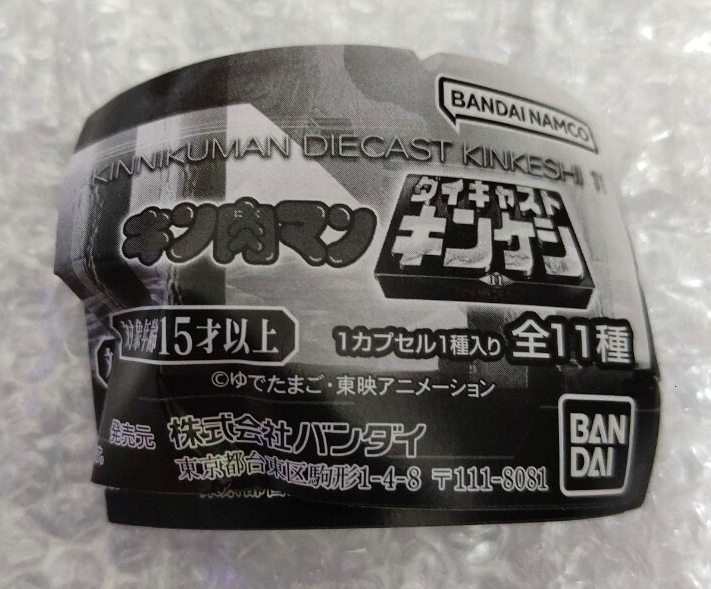 BANDAI NAMCO
KINNIKUMAN DIECAST KINKESHI 11
キン肉マン
にく
ダイキャスト
キンケシ
11
対象年齢 15才以上
1カプセル1種入り 全11種
©ゆでたまご・東映アニメーション
発売元 株式会社バンダイ
東京都台東区駒形1-4-8 〒111-8081
BAN
DAI